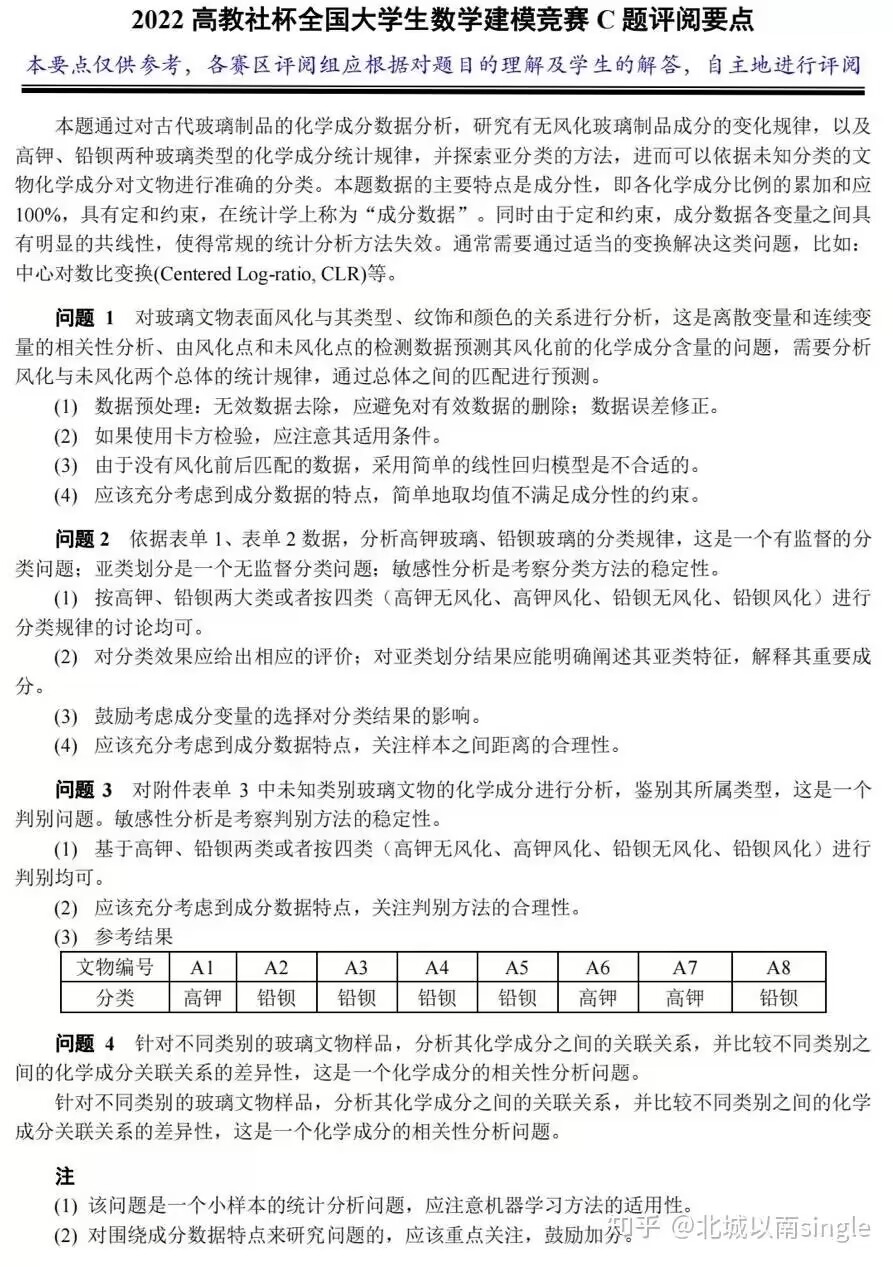 2022 高教社杯全国大学生数学建模竞赛 C 题评阅要点
本要点仅供参考，各赛区评阅组应根据对题目的理解及学生的解答，自主地进行评阅
本题通过对古代玻璃制品的化学成分数据分析，研究有无风化玻璃制品成分的变化规律，以及
高钾、铅钡两种玻璃类型的化学成分统计规律，并探索亚分类的方法，进而可以依据未知分类的文
物化学成分对文物进行准确的分类。本题数据的主要特点是成分性，即各化学成分比例的累加和应
100%，具有定和约束，在统计学上称为“成分数据”。同时由于定和约束，成分数据各变量之间具
有明显的共线性，使得常规的统计分析方法失效。通常需要通过适当的变换解决这类问题，比如：
中心对数比变换(Centered Log-ratio, CLR)等。
问题 1 对玻璃文物表面风化与其类型、纹饰和颜色的关系进行分析，这是离散变量和连续变
量的相关性分析、由风化点和未风化点的检测数据预测其风化前的化学成分含量的问题，需要分析
风化与未风化两个总体的统计规律，通过总体之间的匹配进行预测。
(1) 数据预处理：无效数据去除，应避免对有效数据的删除；数据误差修正。
(2) 如果使用卡方检验，应注意其适用条件。
(3) 由于没有风化前后匹配的数据，采用简单的线性回归模型是不合适的。
(4) 应该充分考虑到成分数据的特点，简单地取均值不满足成分性的约束。
问题 2 依据表单 1、表单 2 数据，分析高钾玻璃、铅钡玻璃的分类规律，这是一个有监督的分
类问题；亚类划分是一个无监督分类问题；敏感性分析是考察分类方法的稳定性。
(1) 按高钾、铅钡两大类或者按四类（高钾无风化、高钾风化、铅钡无风化、铅钡风化）进行
分类规律的讨论均可。
(2) 对分类效果应给出相应的评价；对亚类划分结果应能明确阐述其亚类特征，解释其重要成
分。
(3) 鼓励考虑成分变量的选择对分类结果的影响。
(4) 应该充分考虑到成分数据特点，关注样本之间距离的合理性。
问题 3 对附件表单 3 中未知类别玻璃文物的化学成分进行分析，鉴别其所属类型，这是一个
判别问题。敏感性分析是考察判别方法的稳定性。
(1) 基于高钾、铅钡两类或者按四类（高钾无风化、高钾风化、铅钡无风化、铅钡风化）进行
判别均可。
(2) 应该充分考虑到成分数据特点，关注判别方法的合理性。
(3) 参考结果
文物编号 A1 A2 A3 A4 A5 A6 A7 A8
分类 高钾 铅钡 铅钡 铅钡 铅钡 高钾 高钾 铅钡
问题 4 针对不同类别的玻璃文物样品，分析其化学成分之间的关联关系，并比较不同类别之
间的化学成分关联关系的差异性，这是一个化学成分的相关性分析问题。
针对不同类别的玻璃文物样品，分析其化学成分之间的关联关系，并比较不同类别之间的化学
成分关联关系的差异性，这是一个化学成分的相关性分析问题。
注
(1) 该问题是一个小样本的统计分析问题，应注意机器学习方法的适用性。
(2) 对围绕成分数据特点来研究问题的，应该重点关注，鼓励加分。
知乎 @北城以南single